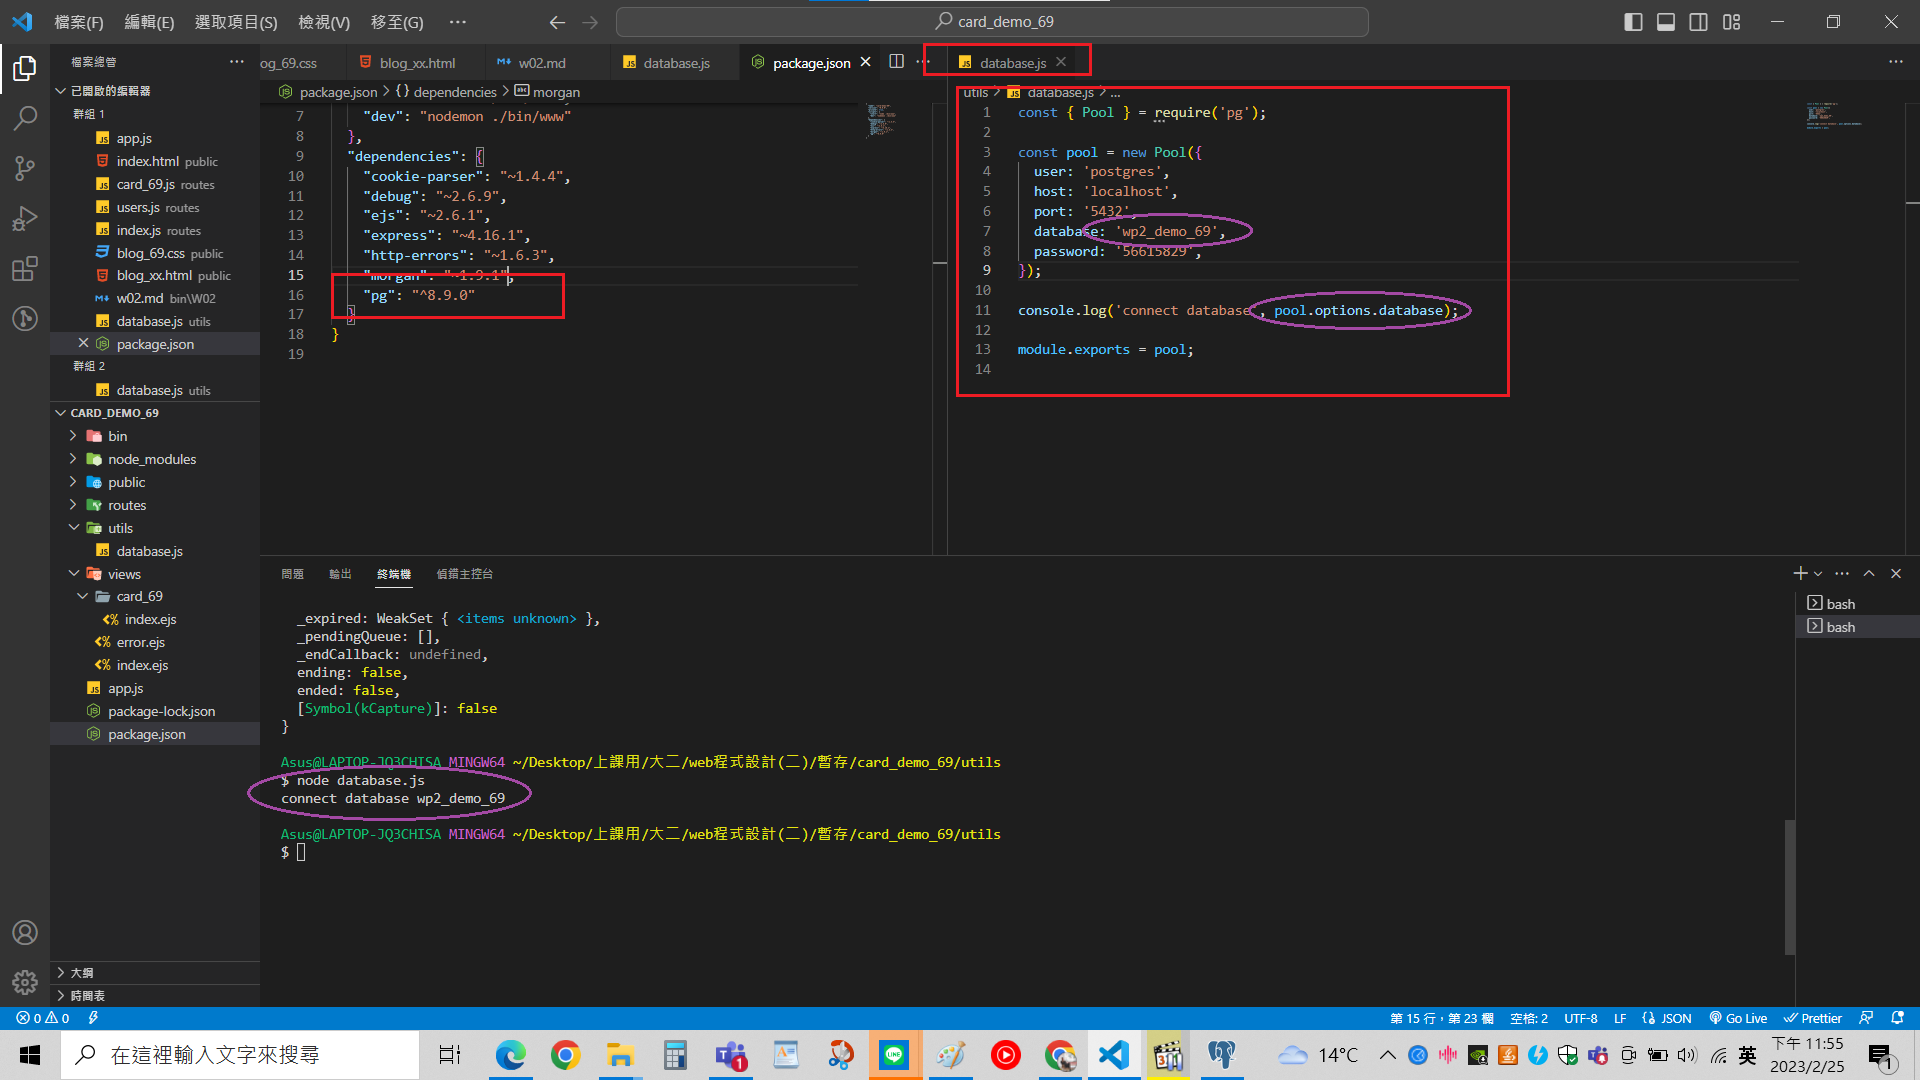 檔案(F) 編輯(E) 選取項目(S) 檢視(V) 移至(G) ···
card_demo_69
檔案總管
已開啟的編輯器
群組 1
app.js
index.html public
card_69.js routes
users.js routes
index.js routes
blog_69.css public
blog_xx.html public
w02.md bin\W02
database.js utils
package.json
群組 2
database.js utils
CARD_DEMO_69
bin
node_modules
public
routes
utils
database.js
views
card_69
index.ejs
error.ejs
index.ejs
app.js
package-lock.json
package.json
大綱
時間表
og_69.css blog_xx.html w02.md database.js package.json
package.json > {} dependencies > morgan
7 "dev": "nodemon ./bin/www"
8 },
9 "dependencies": {
10 "cookie-parser": "~1.4.4",
11 "debug": "~2.6.9",
12 "ejs": "~2.6.1",
13 "express": "~4.16.1",
14 "http-errors": "~1.6.3",
15 "morgan": "~1.9.1",
16 "pg": "^8.9.0"
17 }
18 }
19
database.js
utils > database.js > ...
1 const { Pool } = require('pg');
2
3 const pool = new Pool({
4 user: 'postgres',
5 host: 'localhost',
6 port: '5432',
7 database: 'wp2_demo_69',
8 password: '56615829',
9 });
10
11 console.log('connect database', pool.options.database);
12
13 module.exports = pool;
14
問題 輸出 終端機 偵錯主控台
_expired: WeakSet { <items unknown> },
_pendingQueue: [],
_endCallback: undefined,
ending: false,
ended: false,
[Symbol(kCapture)]: false
}
Asus@LAPTOP-JQ3CHISA MINGW64 ~/Desktop/上課用/大二/web程式設計(二)/暫存/card_demo_69/utils
$ node database.js
connect database wp2_demo_69
Asus@LAPTOP-JQ3CHISA MINGW64 ~/Desktop/上課用/大二/web程式設計(二)/暫存/card_demo_69/utils
$
bash
bash
0 0
第 15 行，第 23 欄 空格: 2 UTF-8 LF {} JSON Go Live Prettier
在這裡輸入文字來搜尋
14°C
英
下午 11:55
2023/2/25